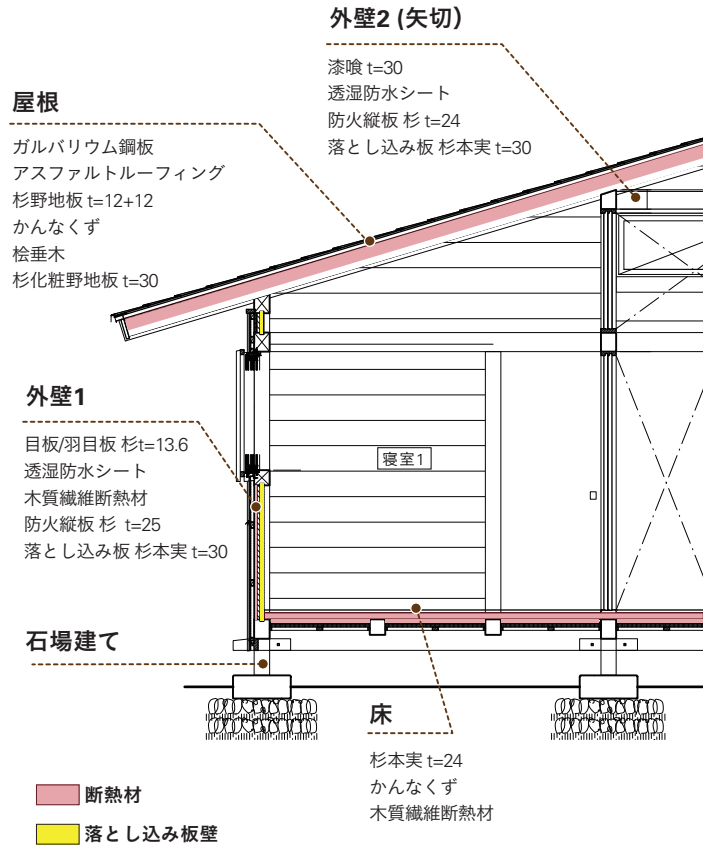 外壁2 (矢切)
漆喰 t=30
透湿防水シート
防火縦板 杉 t=24
落とし込み板 杉本実 t=30
屋根
ガルバリウム鋼板
アスファルトルーフィング
杉野地板 t=12+12
かんなくず
桧垂木
杉化粧野地板 t=30
外壁1
目板/羽目板 杉t=13.6
透湿防水シート
木質繊維断熱材
防火縦板 杉 t=25
落とし込み板 杉本実 t=30
寝室1
石場建て
床
杉本実 t=24
かんなくず
木質繊維断熱材
断熱材
落とし込み板壁